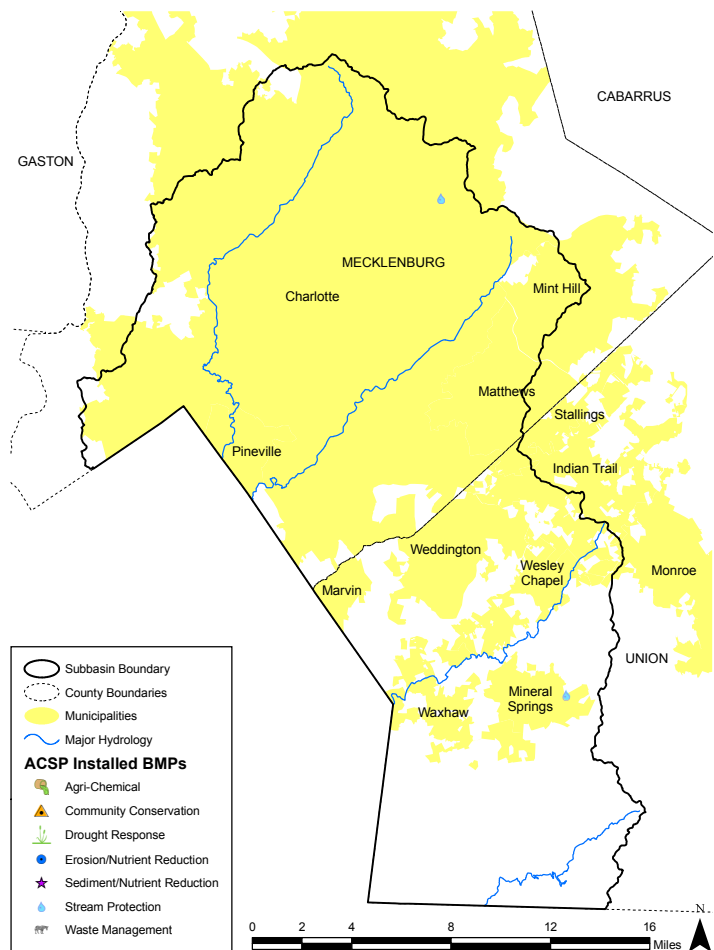 CABARRUS
GASTON
MECKLENBURG
Charlotte
Mint Hill
Matthews
Stallings
Pineville
Indian Trail
Weddington
Wesley
Chapel
Monroe
Marvin
UNION
Mineral
Springs
Waxhaw
Subbasin Boundary
County Boundaries
Municipalities
Major Hydrology
ACSP Installed BMPs
Agri-Chemical
Community Conservation
Drought Response
Erosion/Nutrient Reduction
Sediment/Nutrient Reduction
Stream Protection
Waste Management
0 2 4 8 12 16
Miles
N